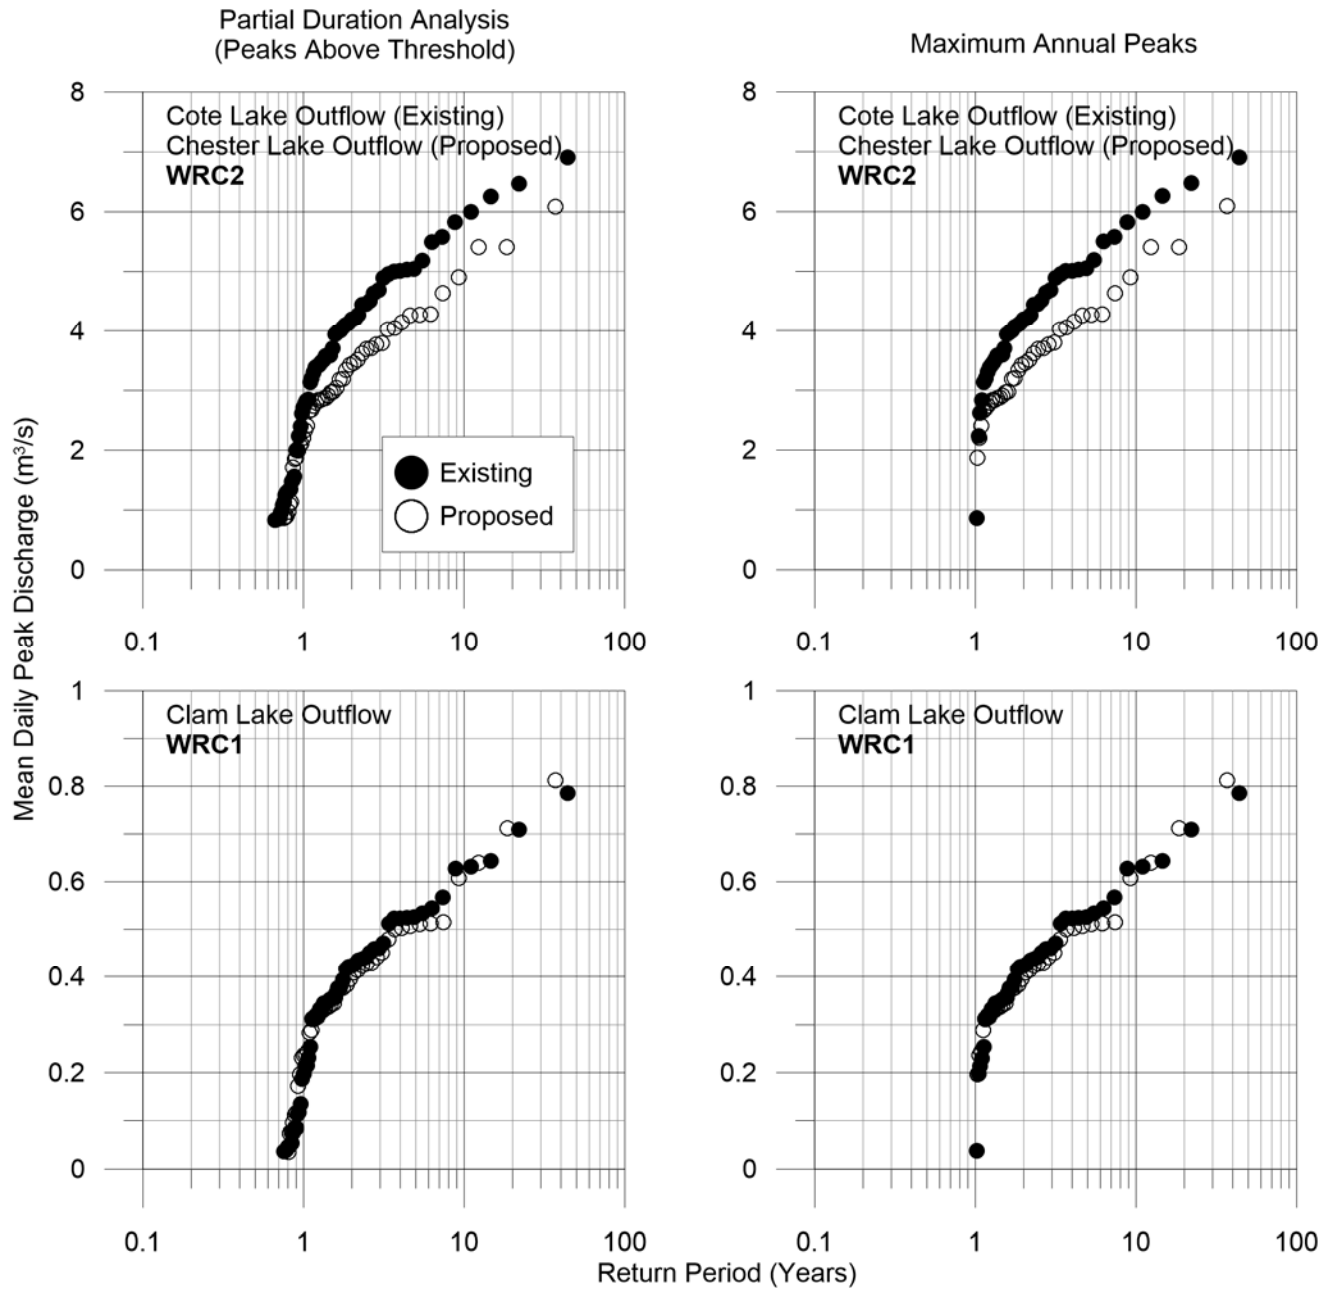 Partial Duration Analysis
(Peaks Above Threshold)
Maximum Annual Peaks
Mean Daily Peak Discharge (m³/s)
8
6
4
2
0
Cote Lake Outflow (Existing)
Chester Lake Outflow (Proposed)
WRC2
Existing
Proposed
0.1 1 10 100
8
6
4
2
0
Cote Lake Outflow (Existing)
Chester Lake Outflow (Proposed)
WRC2
0.1 1 10 100
1
0.8
0.6
0.4
0.2
0
Clam Lake Outflow
WRC1
0.1 1 10 100
1
0.8
0.6
0.4
0.2
0
Clam Lake Outflow
WRC1
0.1 1 10 100
Return Period (Years)